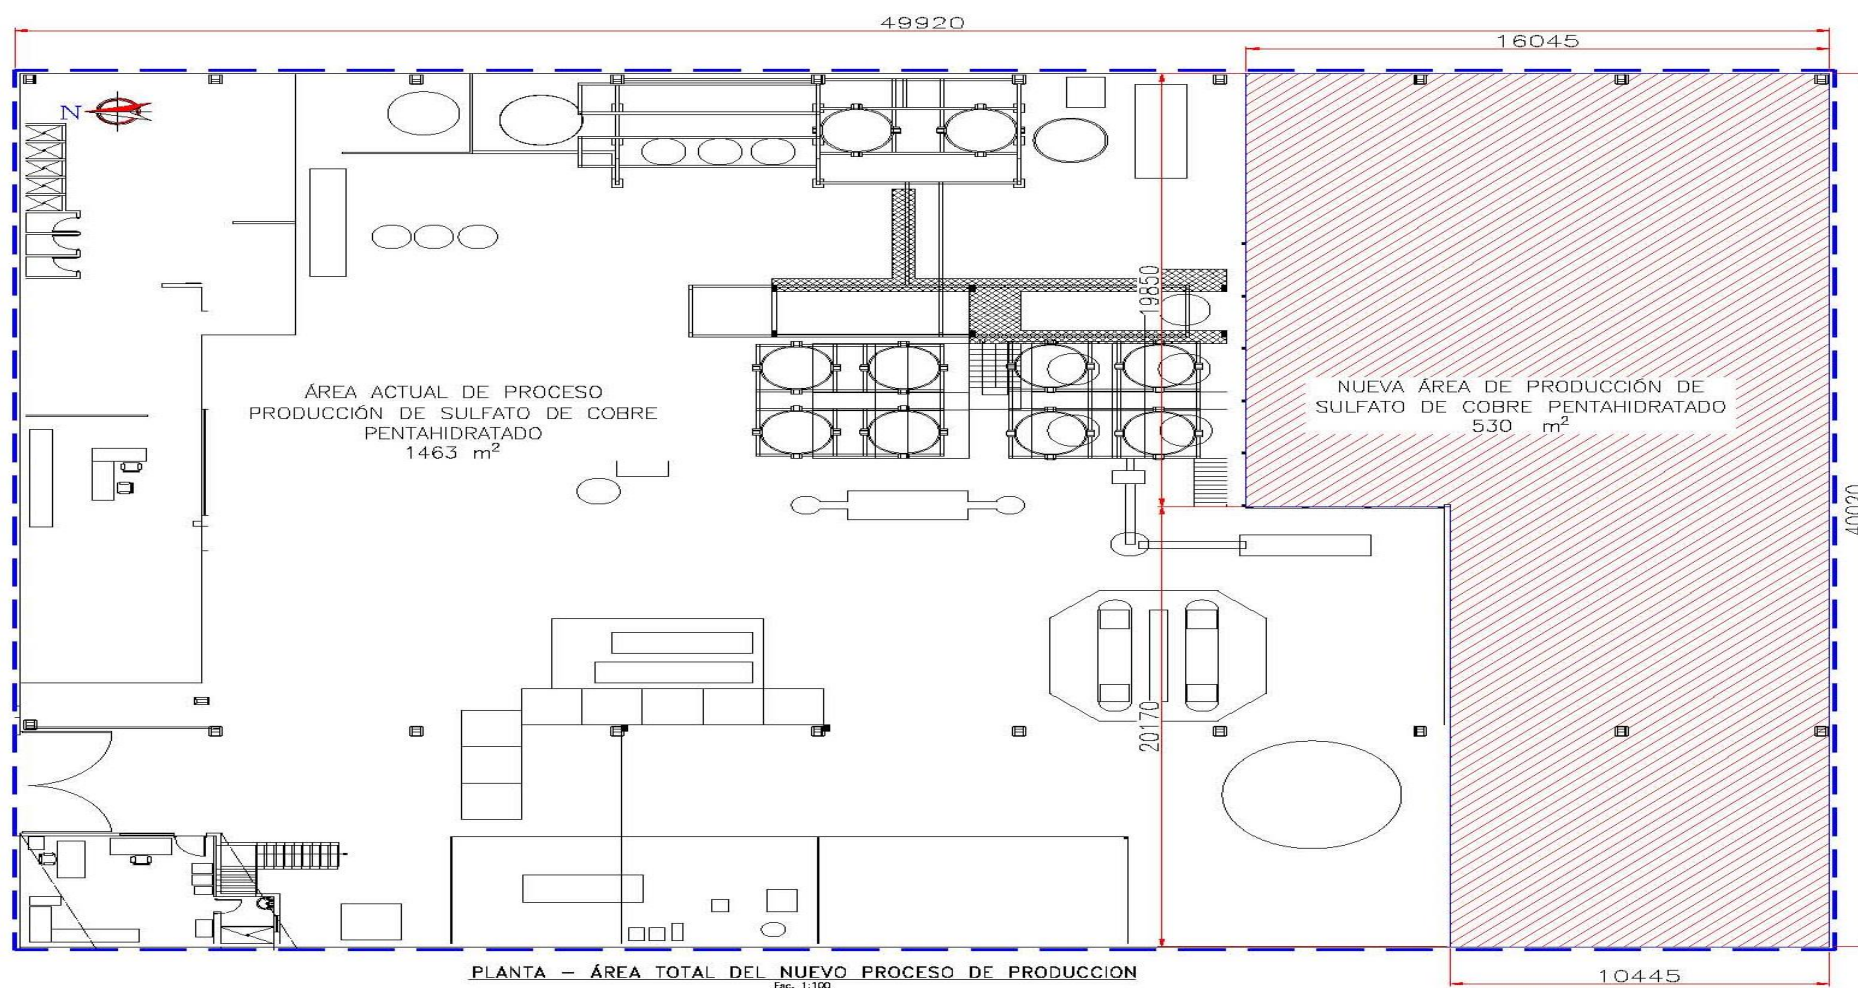 49920
16045
N
19850
ÁREA ACTUAL DE PROCESO
PRODUCCIÓN DE SULFATO DE COBRE
PENTAHIDRATADO
1463 m²
NUEVA ÁREA DE PRODUCCIÓN DE
SULFATO DE COBRE PENTAHIDRATADO
530 m²
40020
20170
10445
PLANTA – ÁREA TOTAL DEL NUEVO PROCESO DE PRODUCCION
Esc. 1:100